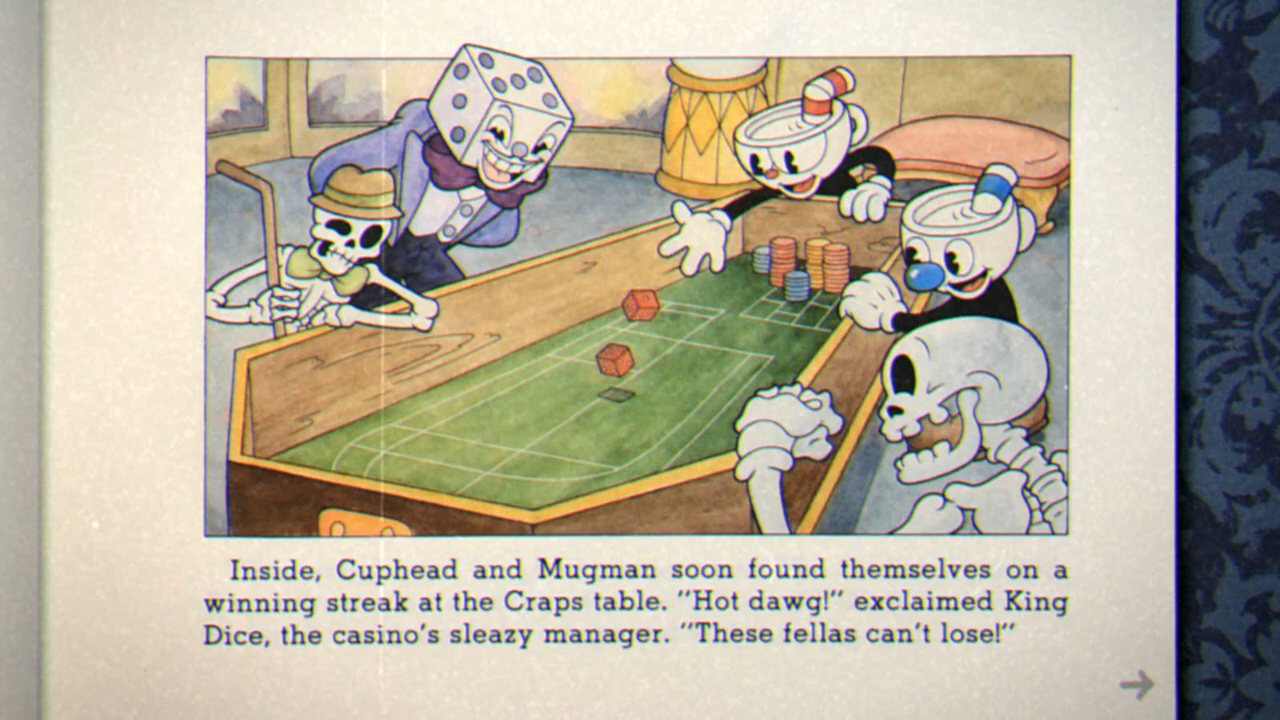 Inside, Cuphead and Mugman soon found themselves on a
winning streak at the Craps table. “Hot dawg!” exclaimed King
Dice, the casino’s sleazy manager. “These fellas can’t lose!”